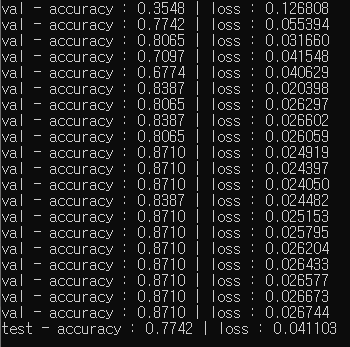 val - accuracy : 0.3548 | loss : 0.126808
val - accuracy : 0.7742 | loss : 0.055394
val - accuracy : 0.8065 | loss : 0.031660
val - accuracy : 0.7097 | loss : 0.041548
val - accuracy : 0.6774 | loss : 0.040629
val - accuracy : 0.8387 | loss : 0.020398
val - accuracy : 0.8065 | loss : 0.026297
val - accuracy : 0.8387 | loss : 0.026602
val - accuracy : 0.8065 | loss : 0.026059
val - accuracy : 0.8710 | loss : 0.024919
val - accuracy : 0.8710 | loss : 0.024397
val - accuracy : 0.8710 | loss : 0.024050
val - accuracy : 0.8387 | loss : 0.024482
val - accuracy : 0.8710 | loss : 0.025153
val - accuracy : 0.8710 | loss : 0.025795
val - accuracy : 0.8710 | loss : 0.026204
val - accuracy : 0.8710 | loss : 0.026433
val - accuracy : 0.8710 | loss : 0.026577
val - accuracy : 0.8710 | loss : 0.026673
val - accuracy : 0.8710 | loss : 0.026744
test - accuracy : 0.7742 | loss : 0.041103